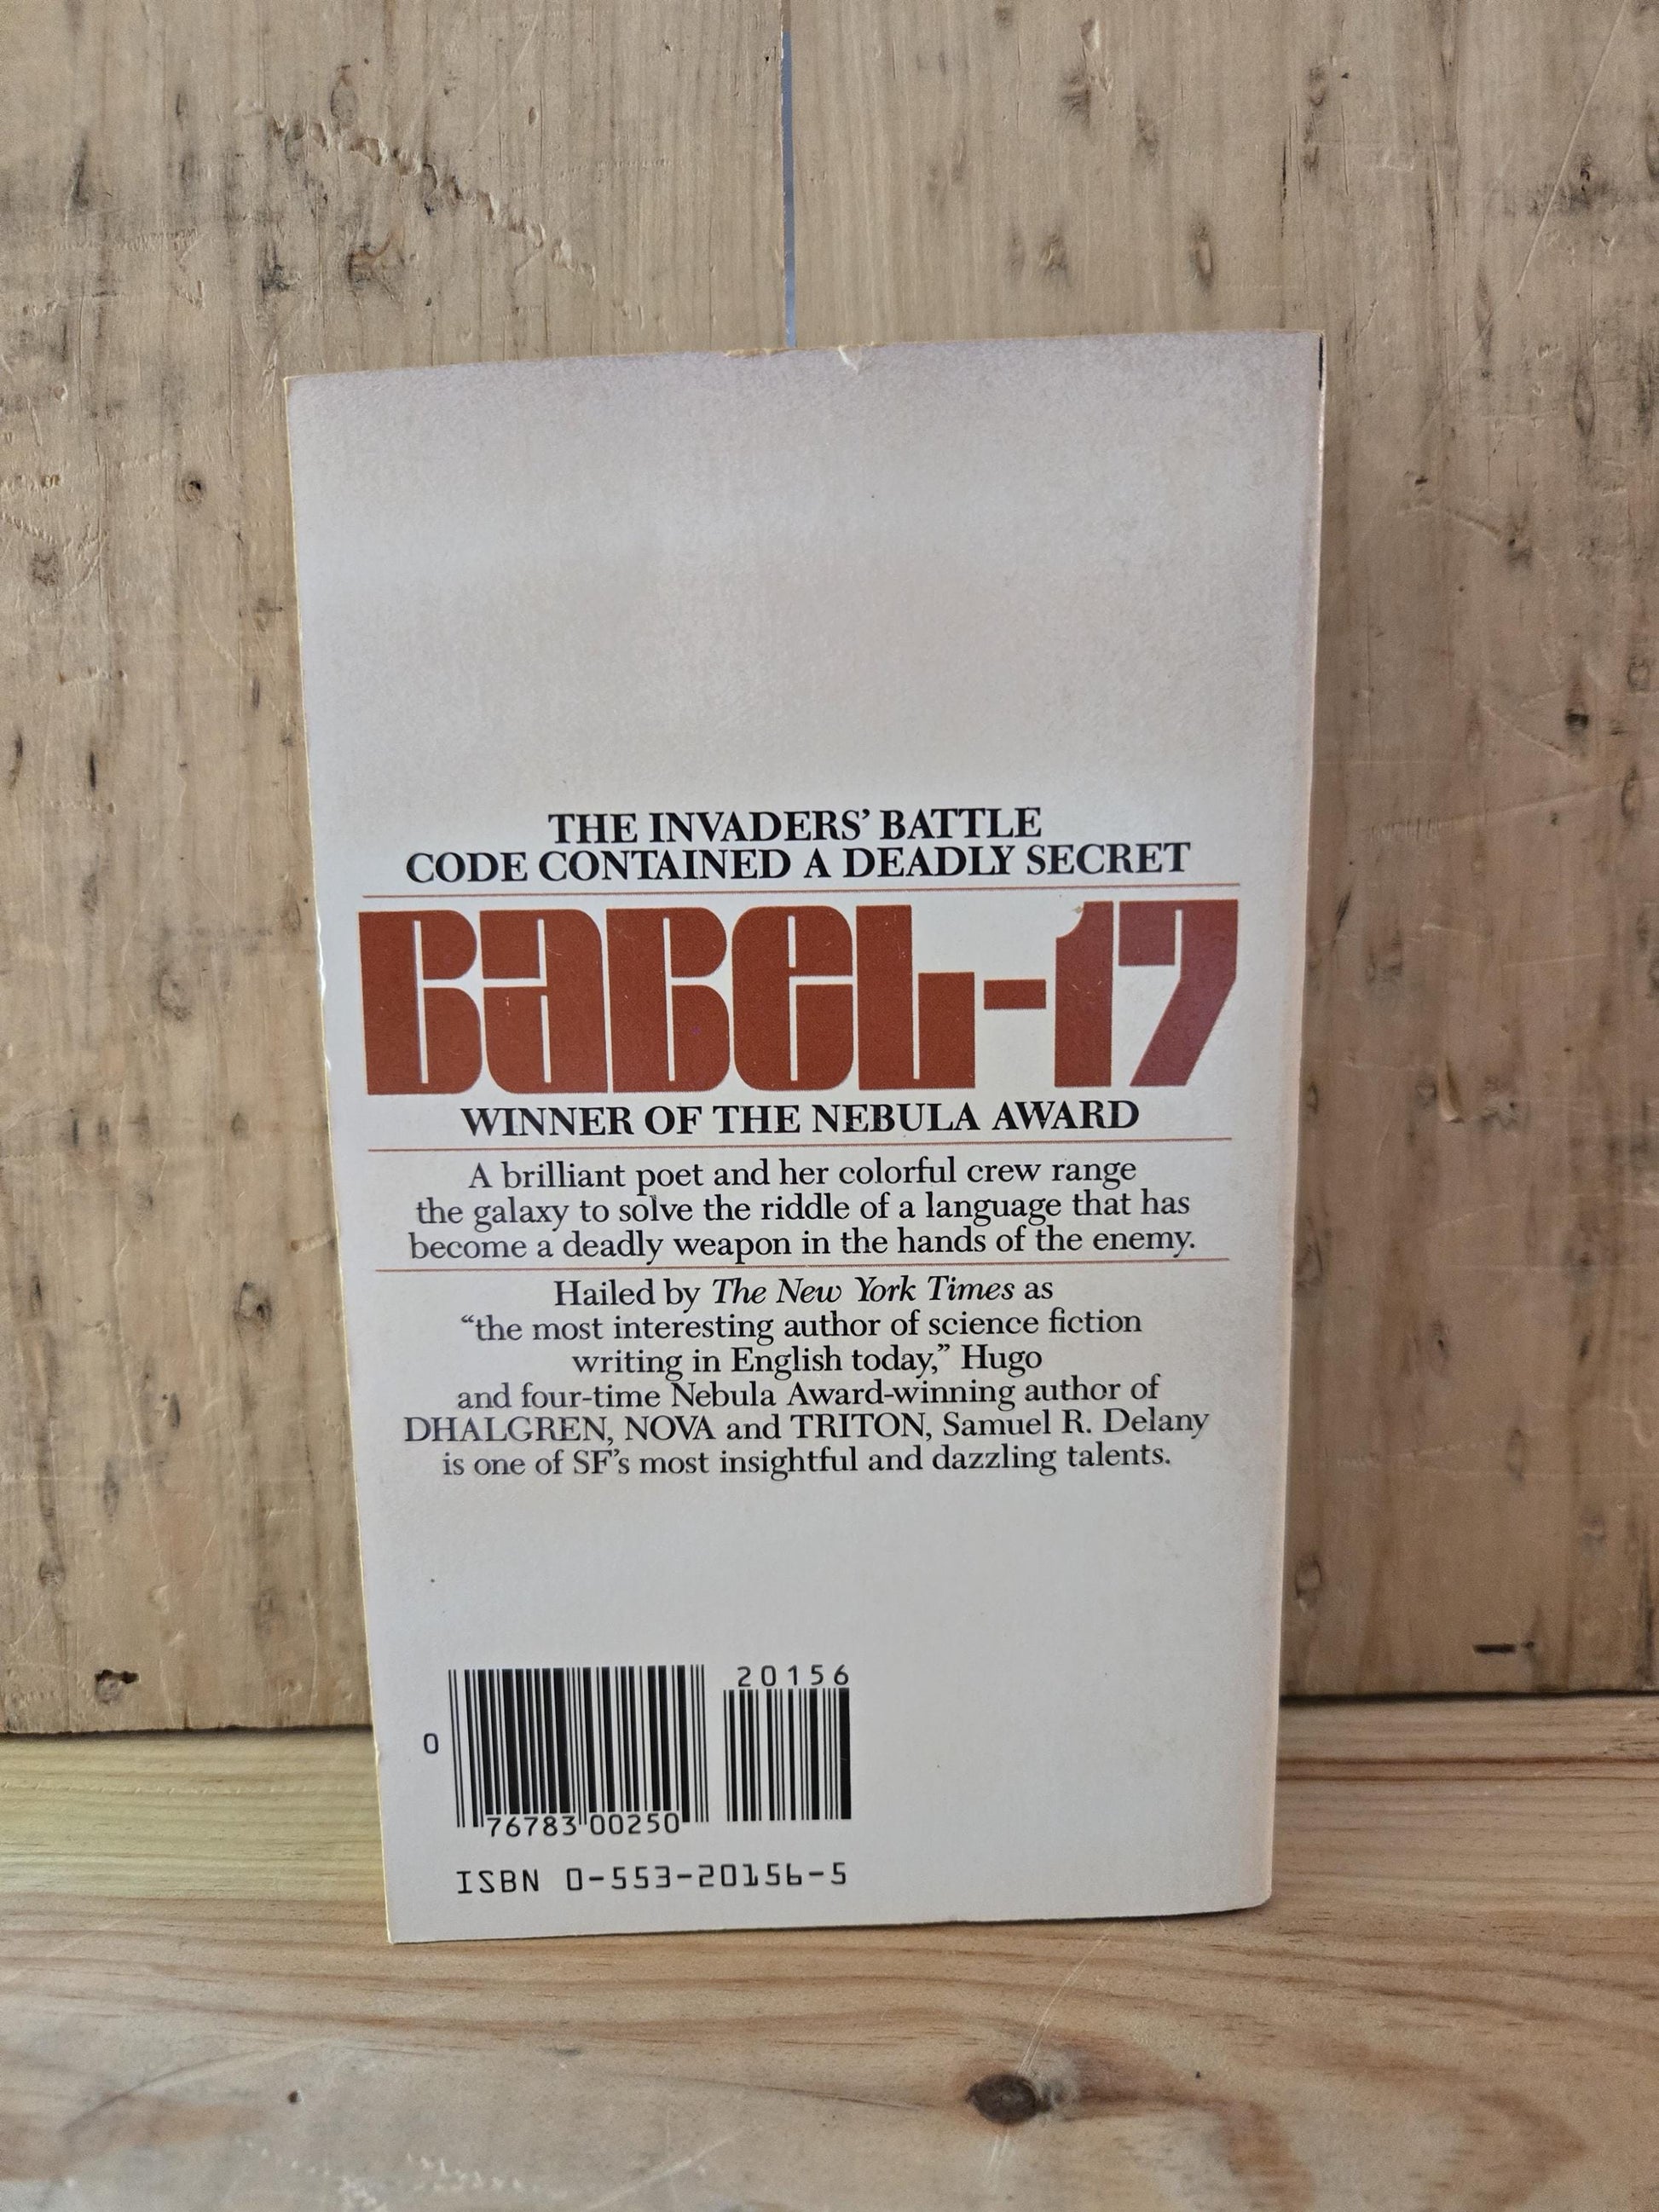 THE INVADERS’ BATTLE
CODE CONTAINED A DEADLY SECRET
BABEL-17
WINNER OF THE NEBULA AWARD
A brilliant poet and her colorful crew range
the galaxy to solve the riddle of a language that has
become a deadly weapon in the hands of the enemy.
Hailed by The New York Times as
“the most interesting author of science fiction
writing in English today,” Hugo
and four-time Nebula Award-winning author of
DHALGREN, NOVA and TRITON, Samuel R. Delany
is one of SF’s most insightful and dazzling talents.
20156
0
76783 00250
ISBN 0-553-20156-5